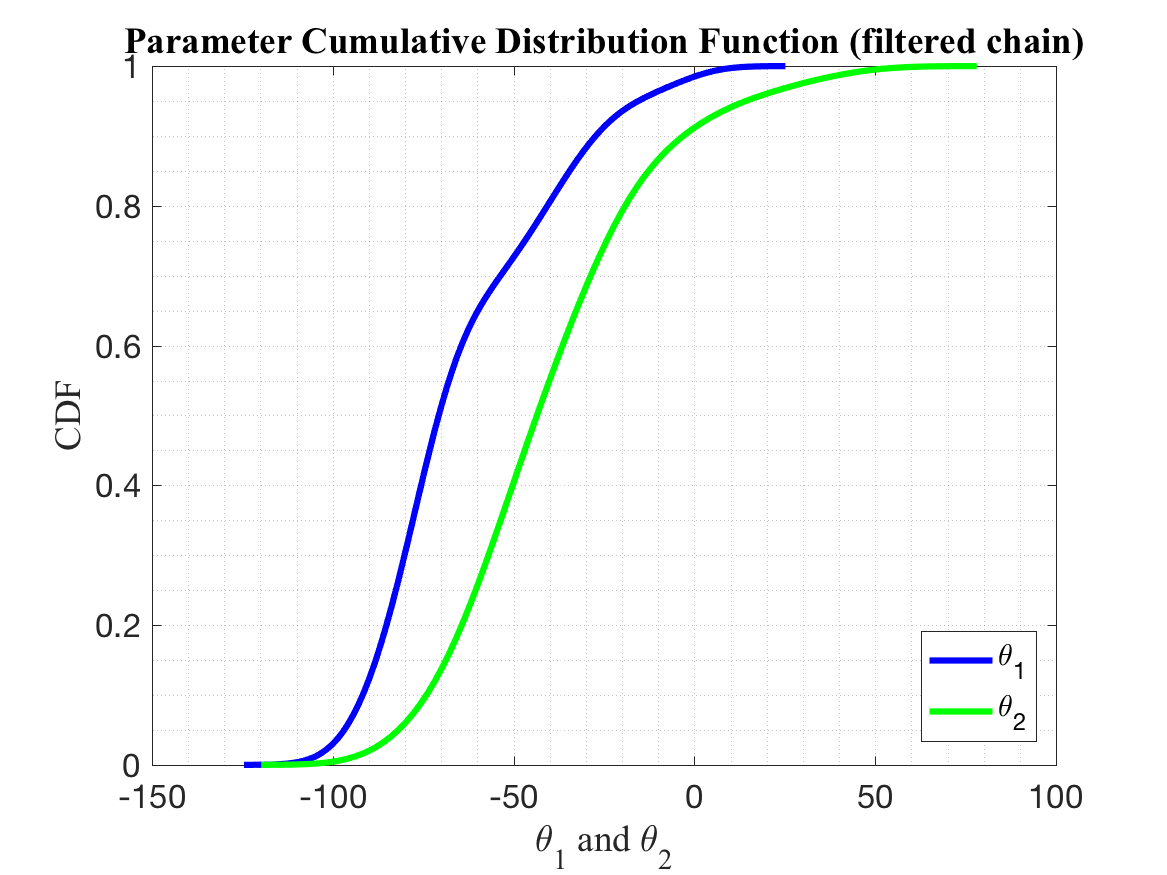 Parameter Cumulative Distribution Function (filtered chain)
1
0.8
0.6
0.4
0.2
0
CDF
-150 -100 -50 0 50 100
θ1 and θ2
θ1
θ2